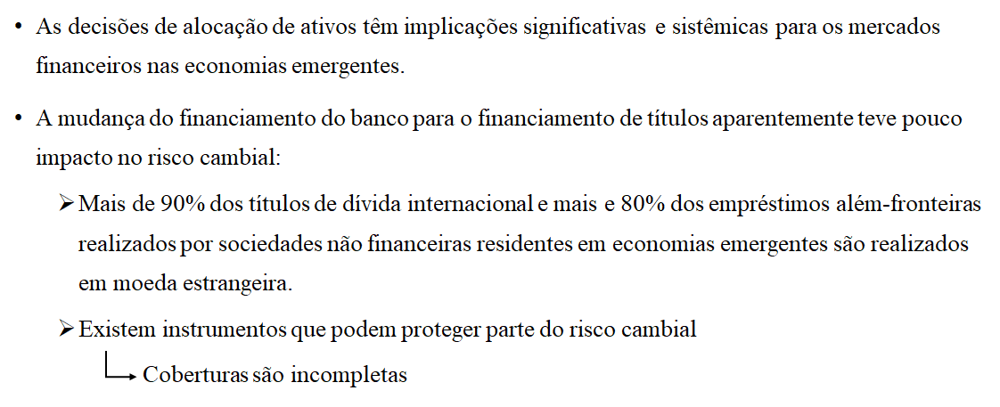 • As decisões de alocação de ativos têm implicações significativas e sistêmicas para os mercados
financeiros nas economias emergentes.
• A mudança do financiamento do banco para o financiamento de títulos aparentemente teve pouco
impacto no risco cambial:
➢ Mais de 90% dos títulos de dívida internacional e mais e 80% dos empréstimos além-fronteiras
realizados por sociedades não financeiras residentes em economias emergentes são realizados
em moeda estrangeira.
➢ Existem instrumentos que podem proteger parte do risco cambial
Coberturas são incompletas